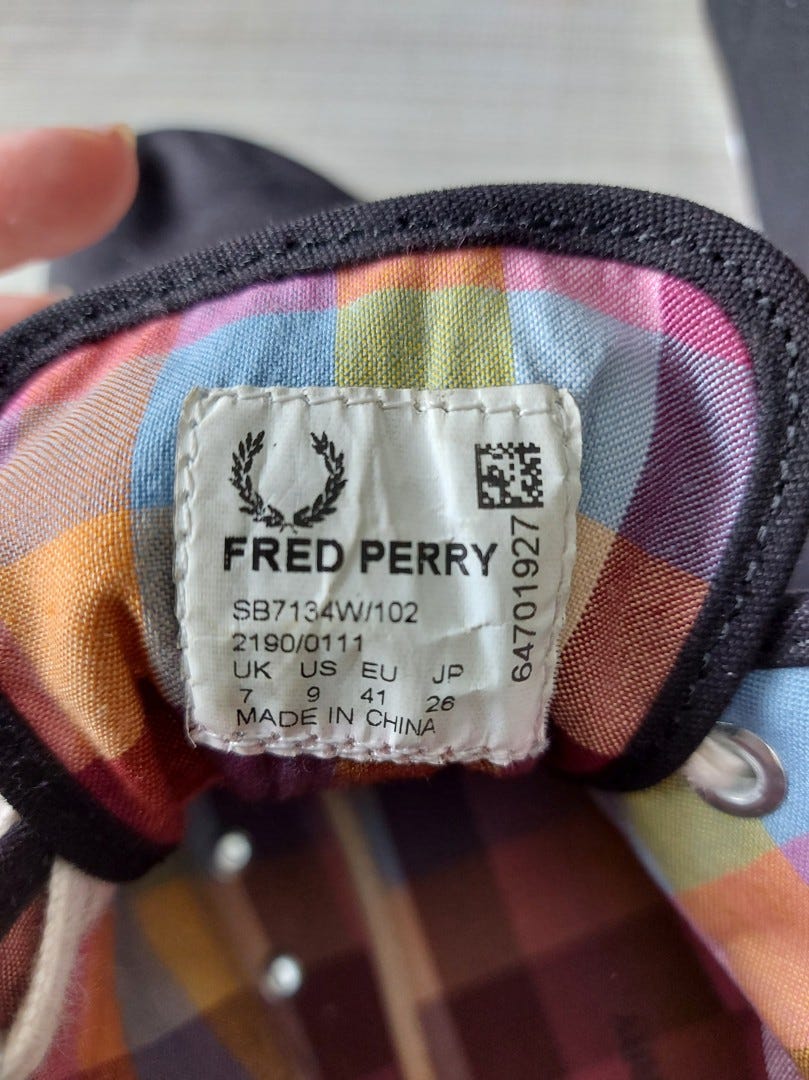 FRED PERRY
SB7134W/102
2190/0111
UK US EU JP
7 9 41 26
MADE IN CHINA
64701927